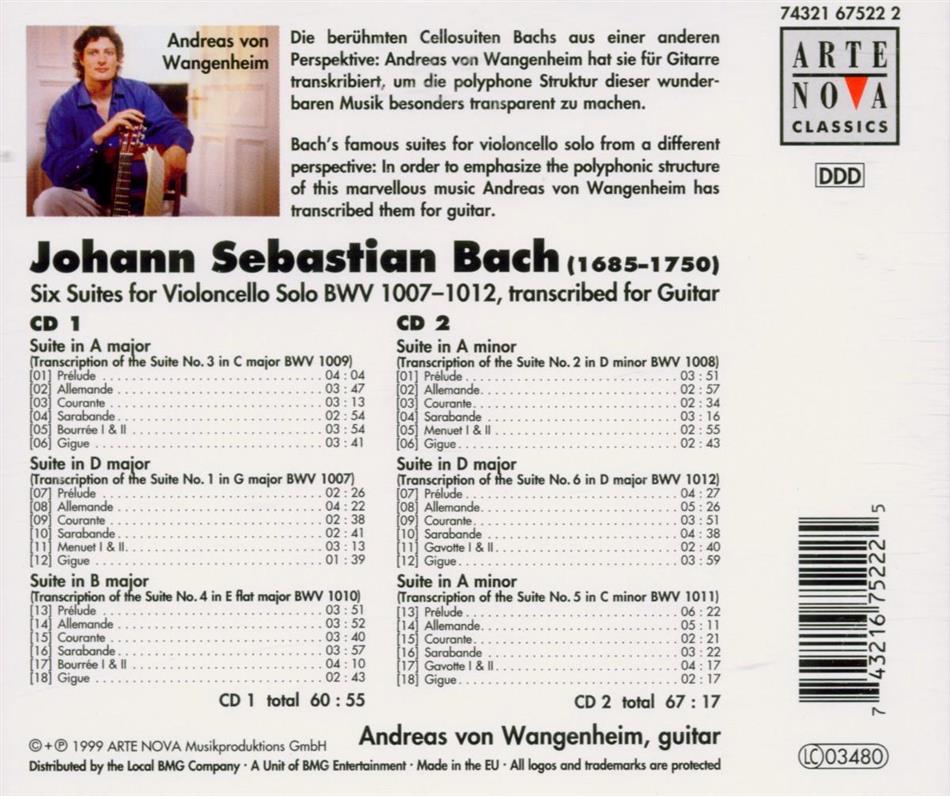 74321 67522 2
ARTE
NOVA
CLASSICS
DDD
Andreas von
Wangenheim
Die berühmten Cellosuiten Bachs aus einer anderen
Perspektive: Andreas von Wangenheim hat sie für Gitarre
transkribiert, um die polyphone Struktur dieser wunder-
baren Musik besonders transparent zu machen.
Bach's famous suites for violoncello solo from a different
perspective: In order to emphasize the polyphonic structure
of this marvellous music Andreas von Wangenheim has
transcribed them for guitar.
Johann Sebastian Bach (1685–1750)
Six Suites for Violoncello Solo BWV 1007–1012, transcribed for Guitar
CD 1
Suite in A major
(Transcription of the Suite No. 3 in C major BWV 1009)
[01] Prélude 04 : 04
[02] Allemande 03 : 47
[03] Courante 03 : 13
[04] Sarabande 02 : 54
[05] Bourrée I & II 03 : 54
[06] Gigue 03 : 41
Suite in D major
(Transcription of the Suite No. 1 in G major BWV 1007)
[07] Prélude 02 : 26
[08] Allemande 04 : 22
[09] Courante 02 : 38
[10] Sarabande 02 : 41
[11] Menuet I & II 03 : 13
[12] Gigue 01 : 39
Suite in B major
(Transcription of the Suite No. 4 in E flat major BWV 1010)
[13] Prélude 03 : 51
[14] Allemande 03 : 52
[15] Courante 03 : 40
[16] Sarabande 03 : 57
[17] Bourrée I & II 04 : 10
[18] Gigue 02 : 43
CD 1 total 60 : 55
CD 2
Suite in A minor
(Transcription of the Suite No. 2 in D minor BWV 1008)
[01] Prélude 03 : 51
[02] Allemande 02 : 57
[03] Courante 02 : 34
[04] Sarabande 03 : 16
[05] Menuet I & II 02 : 55
[06] Gigue 02 : 43
Suite in D major
(Transcription of the Suite No. 6 in D major BWV 1012)
[07] Prélude 04 : 27
[08] Allemande 05 : 26
[09] Courante 03 : 51
[10] Sarabande 04 : 38
[11] Gavotte I & II 02 : 40
[12] Gigue 03 : 59
Suite in A minor
(Transcription of the Suite No. 5 in C minor BWV 1011)
[13] Prélude 06 : 22
[14] Allemande 05 : 11
[15] Courante 02 : 21
[16] Sarabande 03 : 22
[17] Gavotte I & II 04 : 17
[18] Gigue 02 : 17
CD 2 total 67 : 17
7 43216 75222 5
© + ℗ 1999 ARTE NOVA Musikproduktions GmbH
Andreas von Wangenheim, guitar
Distributed by the Local BMG Company · A Unit of BMG Entertainment · Made in the EU · All logos and trademarks are protected
LC 03480